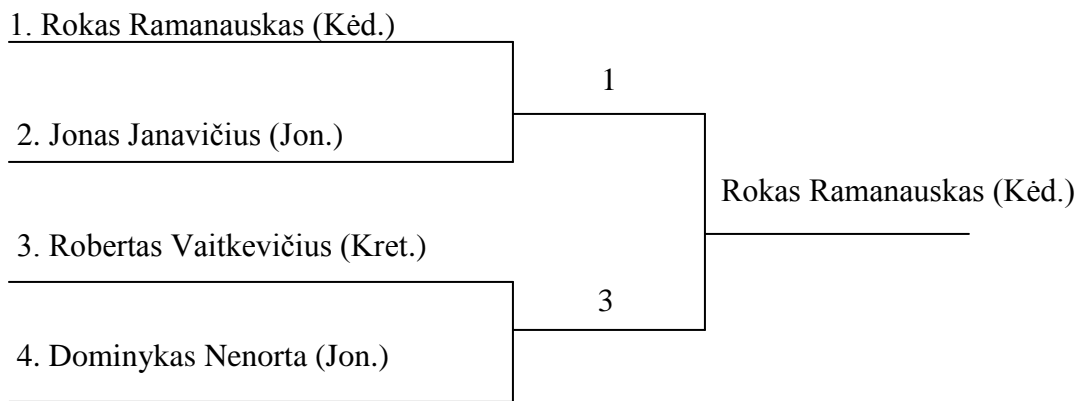 1. Rokas Ramanauskas (Kėd.)
1
2. Jonas Janavičius (Jon.)
Rokas Ramanauskas (Kėd.)
3. Robertas Vaitkevičius (Kret.)
3
4. Dominykas Nenorta (Jon.)